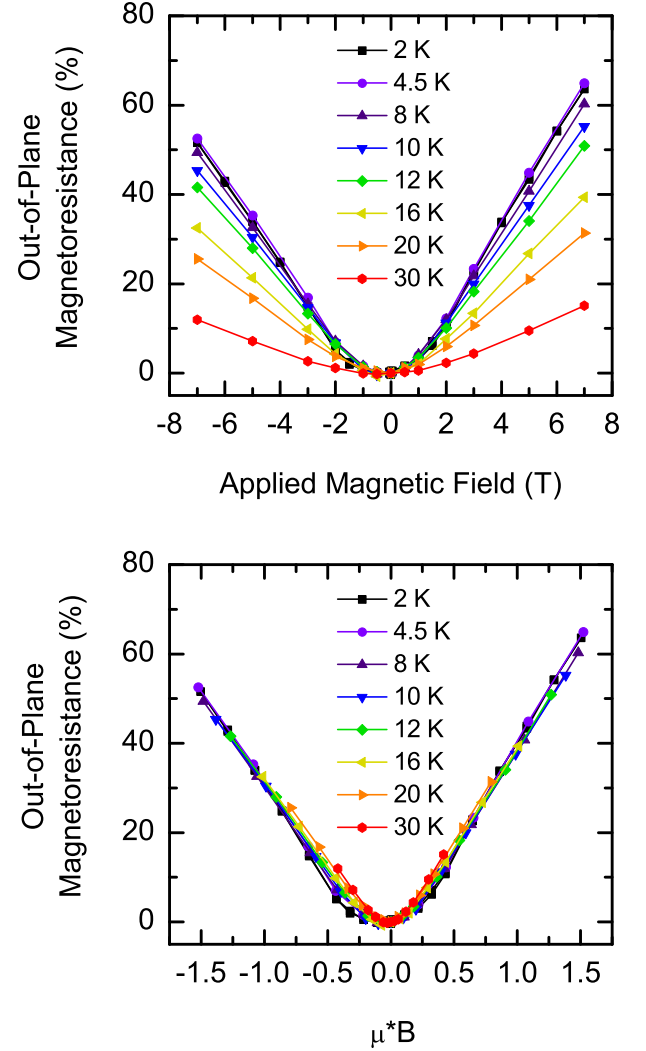 80
60
40
20
0
-8 -6 -4 -2 0 2 4 6 8
Out-of-Plane
Magnetoresistance (%)
2 K
4.5 K
8 K
10 K
12 K
16 K
20 K
30 K
Applied Magnetic Field (T)
80
60
40
20
0
-1.5 -1.0 -0.5 0.0 0.5 1.0 1.5
Out-of-Plane
Magnetoresistance (%)
2 K
4.5 K
8 K
10 K
12 K
16 K
20 K
30 K
μ*B